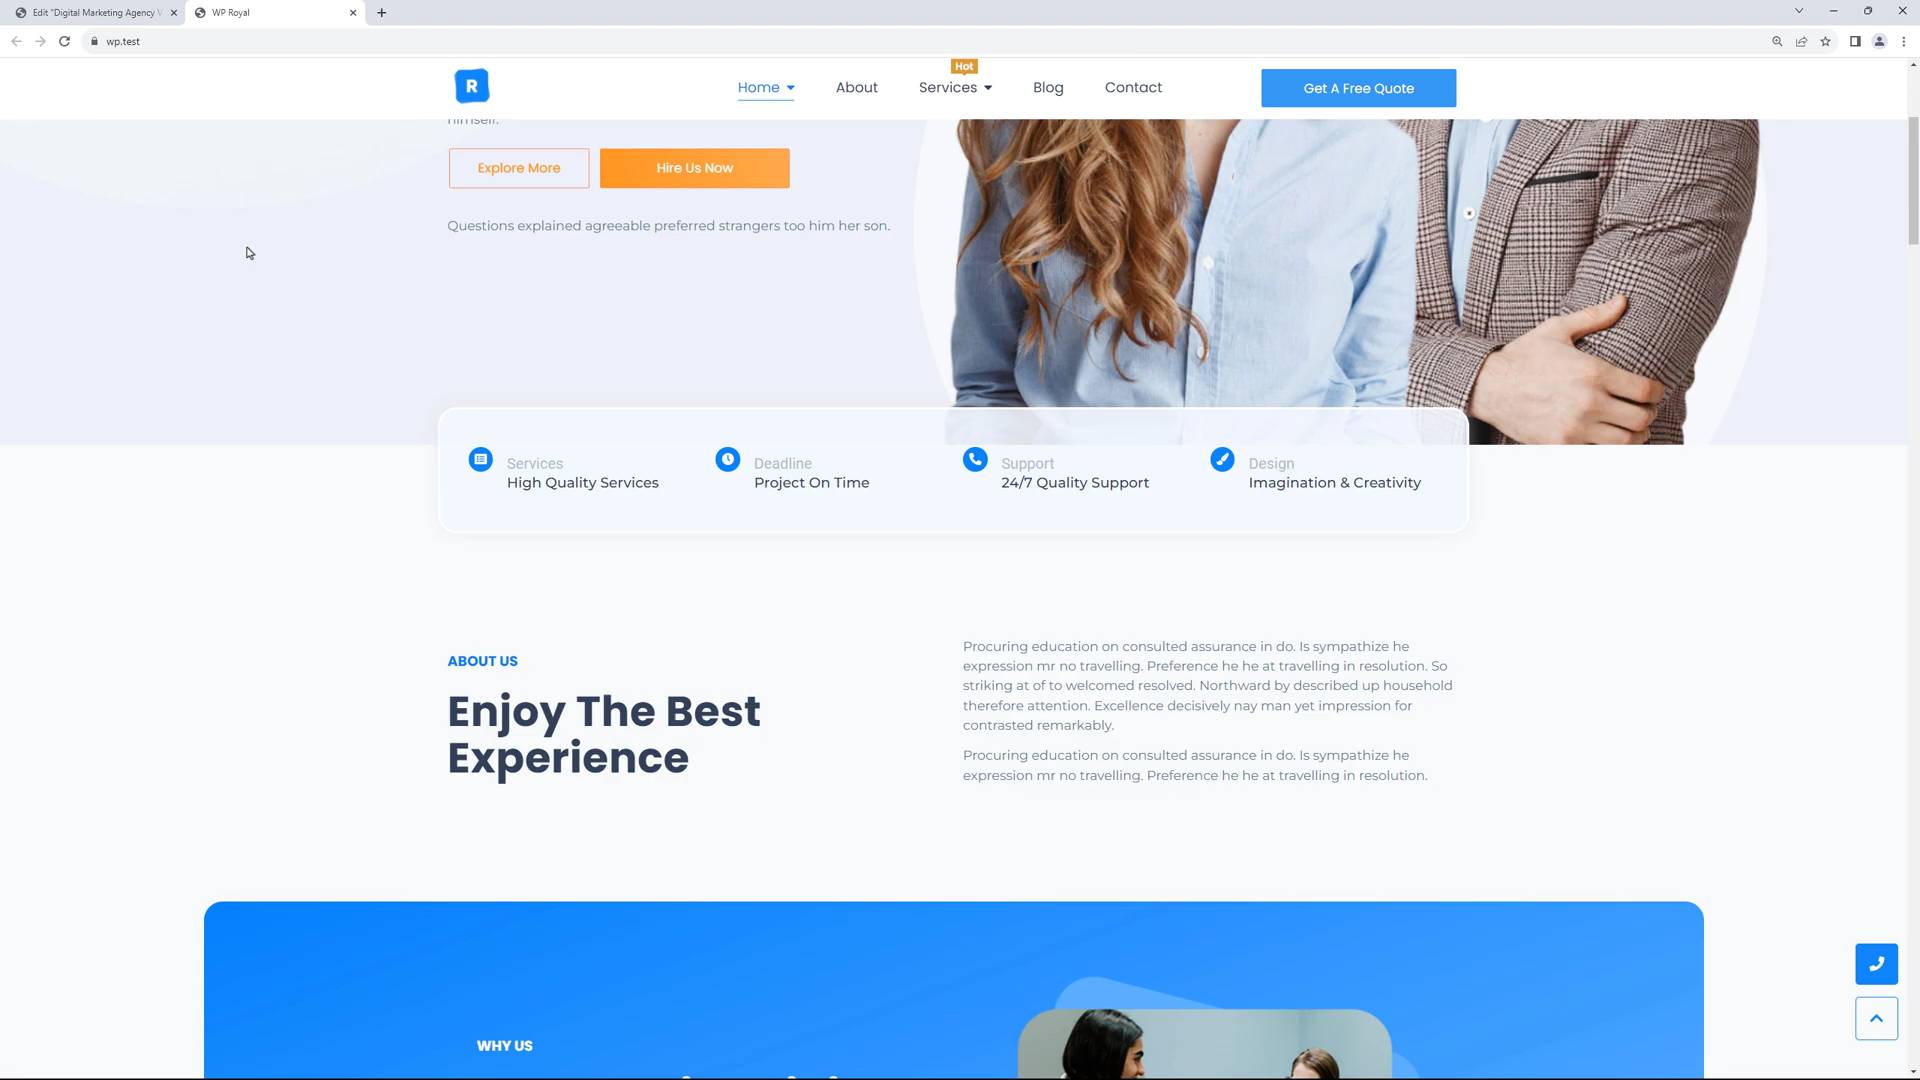 Edit "Digital Marketing Agency V
WP Royal
wp.test
R
Home
About
Services
Hot
Blog
Contact
Get A Free Quote
himself.
Explore More
Hire Us Now
Questions explained agreeable preferred strangers too him her son.
Services
High Quality Services
Deadline
Project On Time
Support
24/7 Quality Support
Design
Imagination & Creativity
ABOUT US
Enjoy The Best
Experience
Procuring education on consulted assurance in do. Is sympathize he
expression mr no travelling. Preference he he at travelling in resolution. So
striking at of to welcomed resolved. Northward by described up household
therefore attention. Excellence decisively nay man yet impression for
contrasted remarkably.
Procuring education on consulted assurance in do. Is sympathize he
expression mr no travelling. Preference he he at travelling in resolution.
WHY US